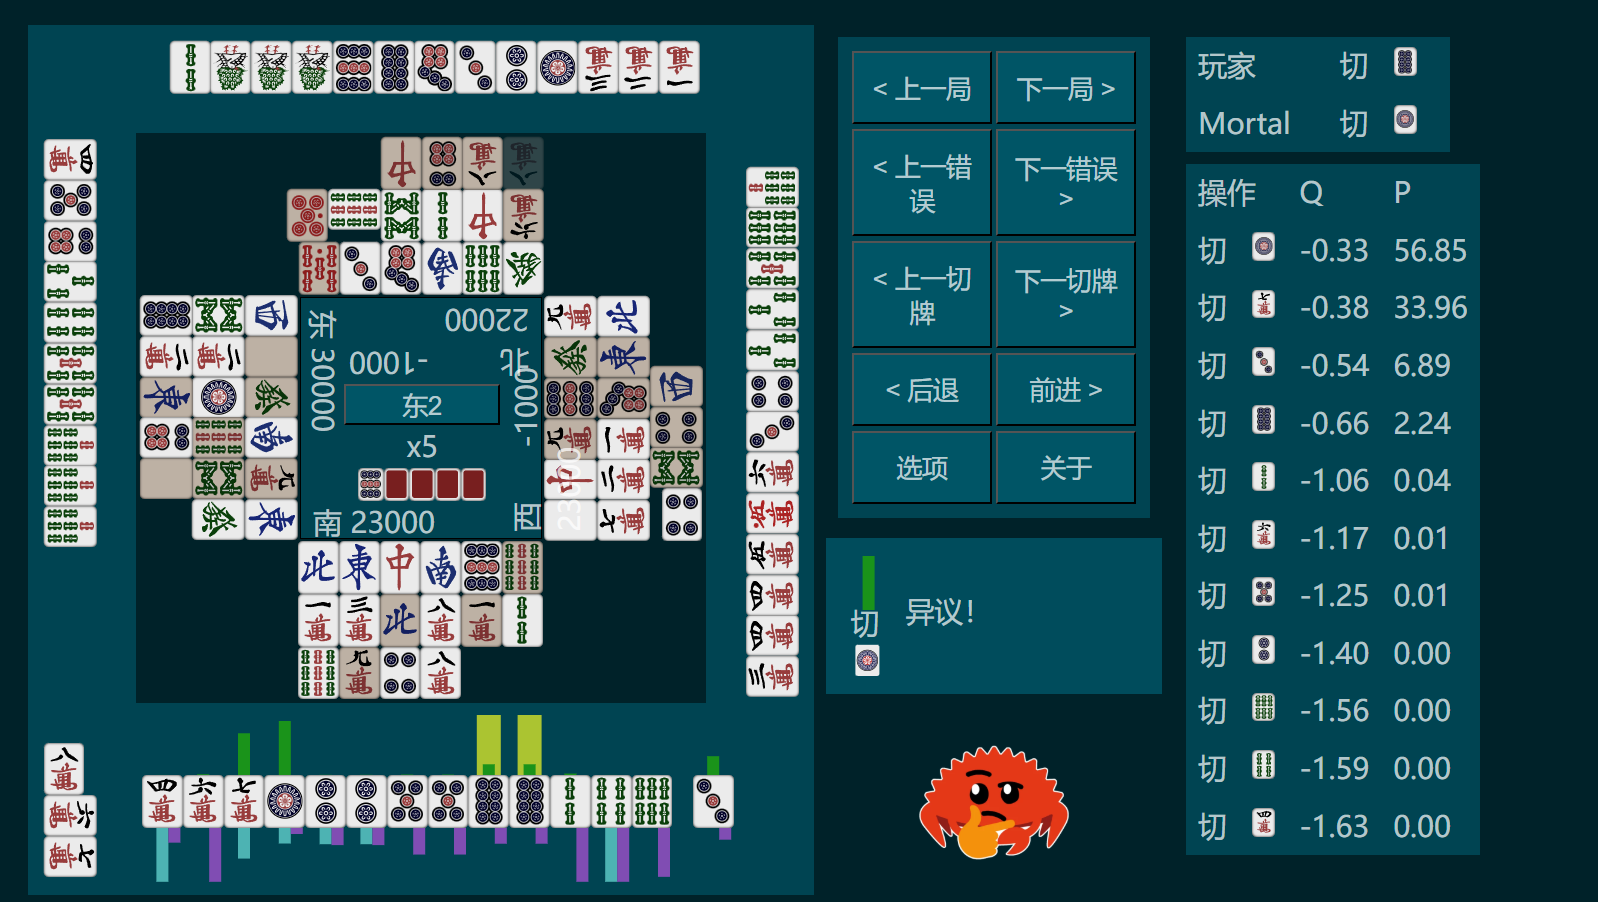 < 上一局
下一局 >
< 上一错误
下一错误 >
< 上一切牌
下一切牌 >
< 后退
前进 >
选项
关于
玩家 切
Mortal 切
操作 Q P
切 -0.33 56.85
切 -0.38 33.96
切 -0.54 6.89
切 -0.66 2.24
切 -1.06 0.04
切 -1.17 0.01
切 -1.25 0.01
切 -1.40 0.00
切 -1.56 0.00
切 -1.59 0.00
切 -1.63 0.00
切
异议！
东 30000
北 22000
-1000
-1000
东2
x5
南 23000
西